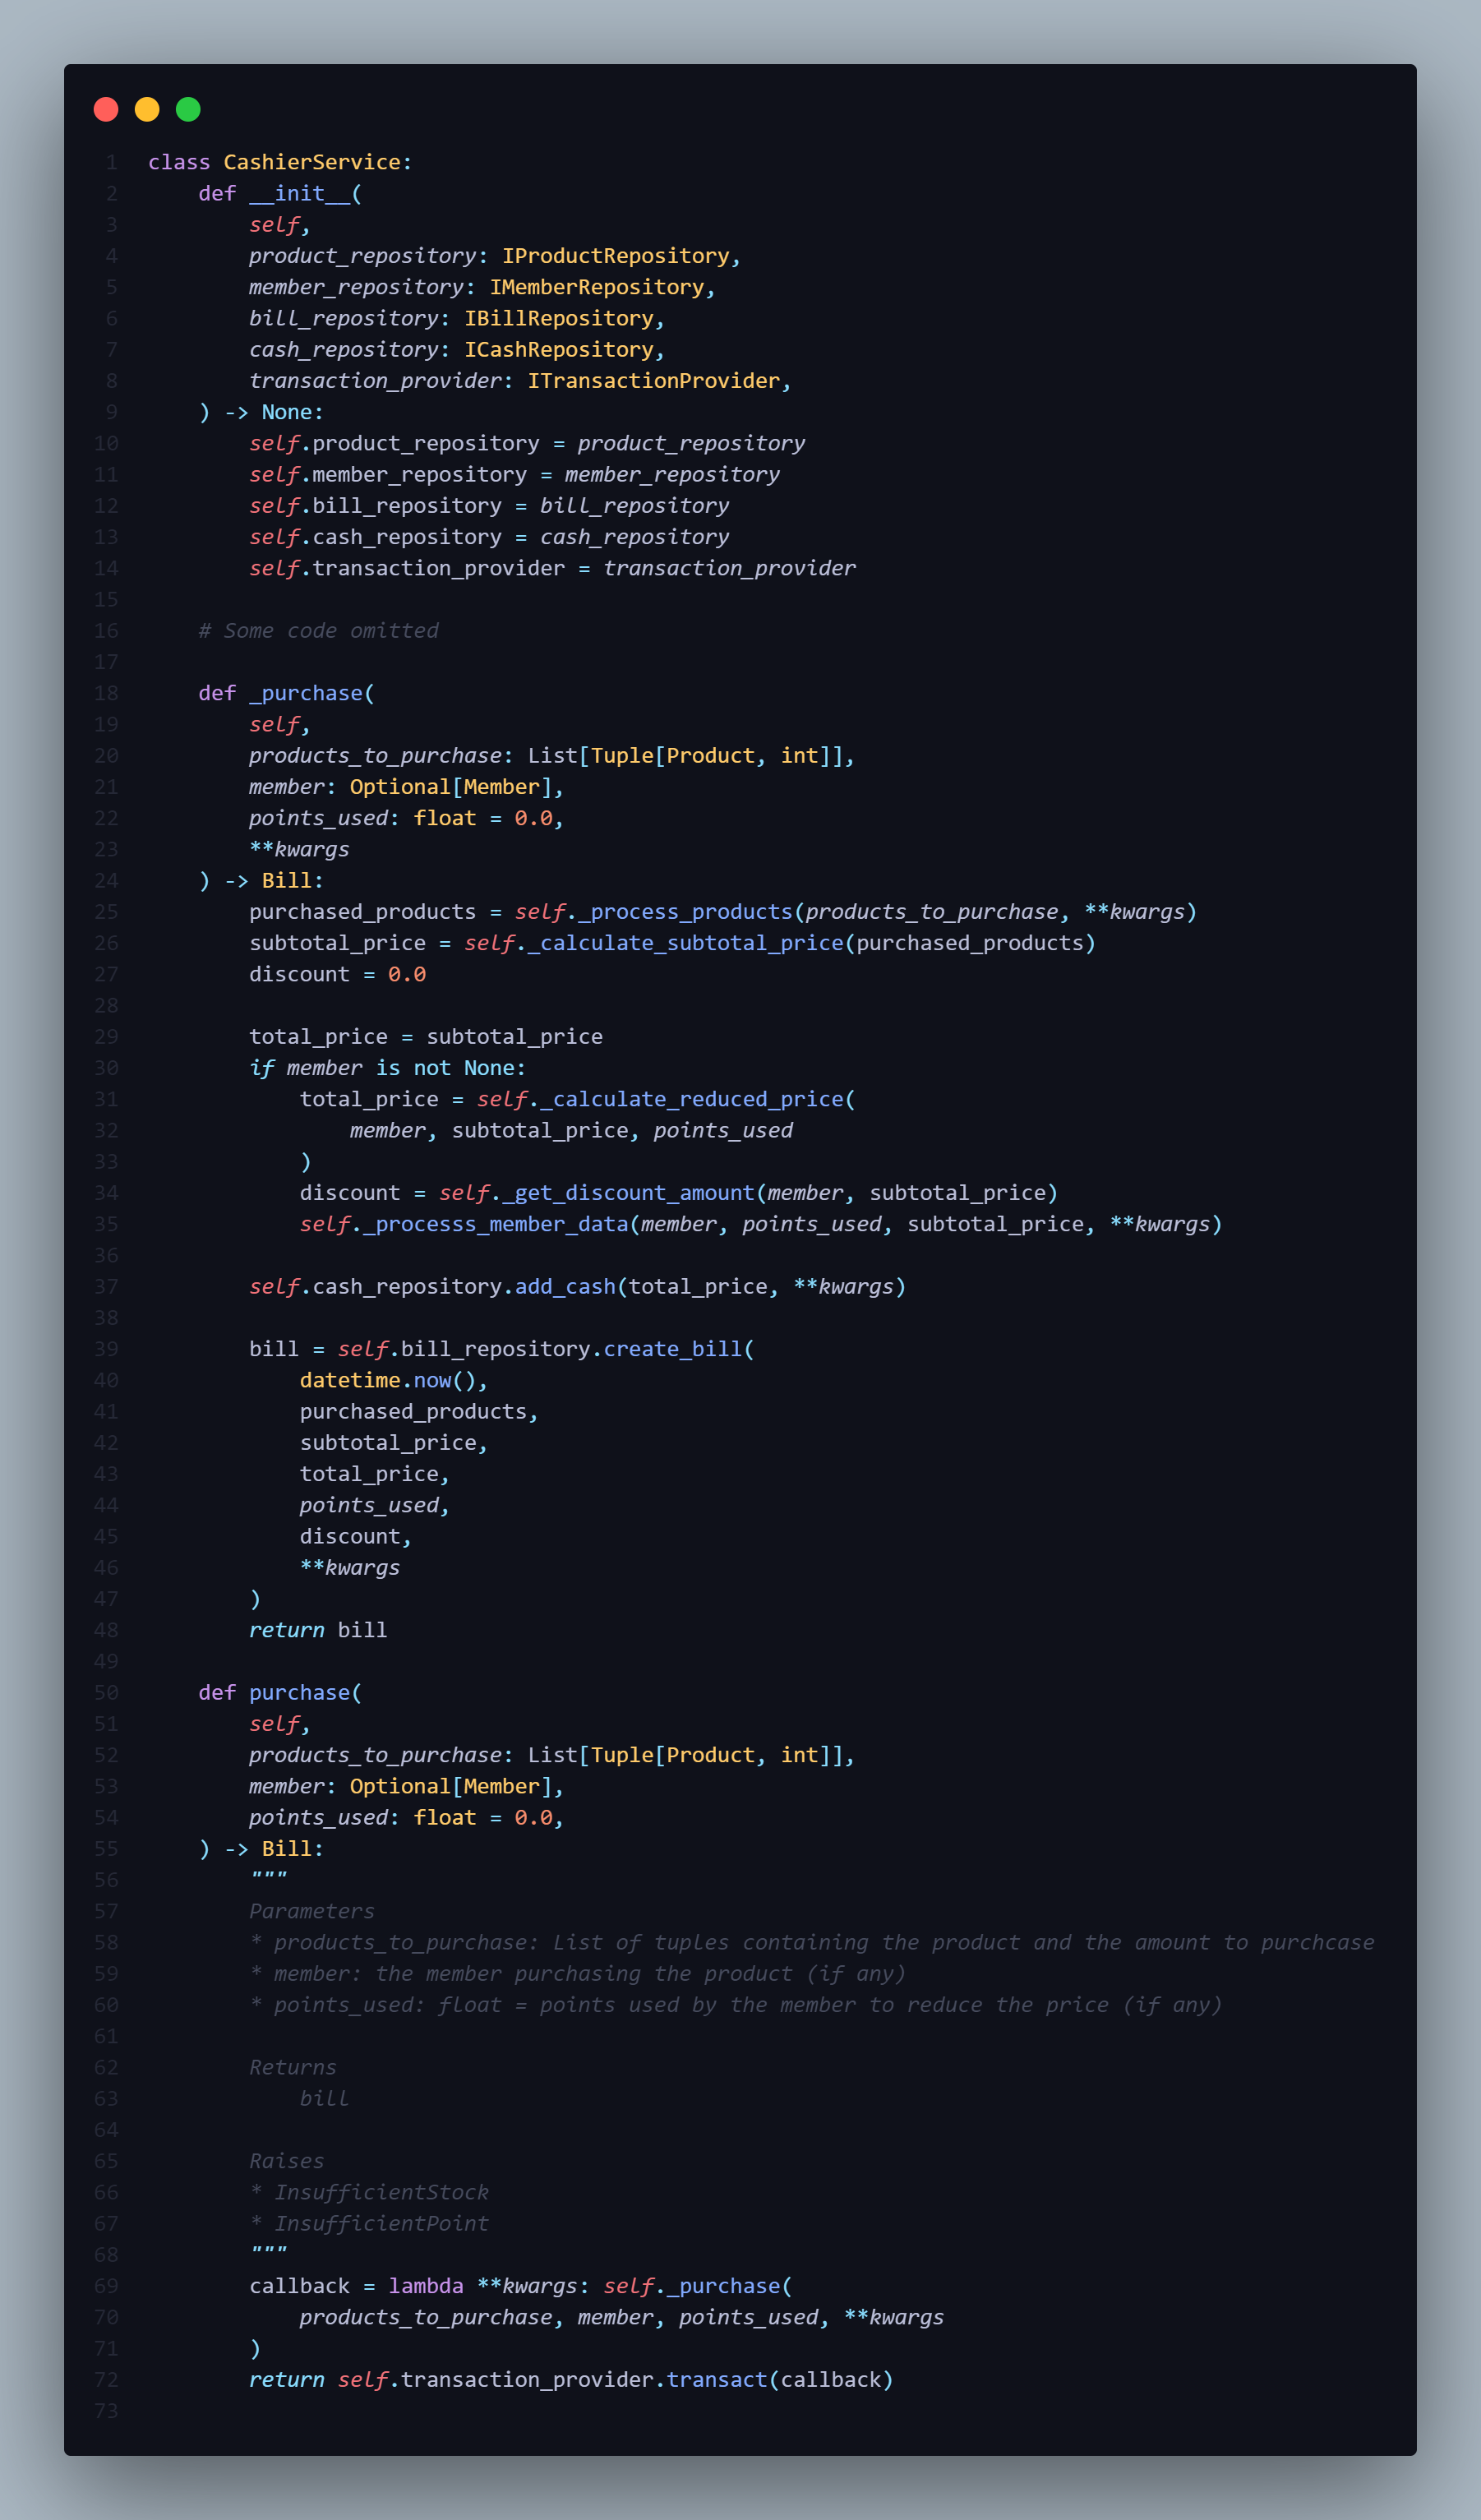 1 class CashierService:
2     def __init__(
3         self,
4         product_repository: IProductRepository,
5         member_repository: IMemberRepository,
6         bill_repository: IBillRepository,
7         cash_repository: ICashRepository,
8         transaction_provider: ITransactionProvider,
9     ) -> None:
10         self.product_repository = product_repository
11         self.member_repository = member_repository
12         self.bill_repository = bill_repository
13         self.cash_repository = cash_repository
14         self.transaction_provider = transaction_provider
15
16     # Some code omitted
17
18     def _purchase(
19         self,
20         products_to_purchase: List[Tuple[Product, int]],
21         member: Optional[Member],
22         points_used: float = 0.0,
23         **kwargs
24     ) -> Bill:
25         purchased_products = self._process_products(products_to_purchase, **kwargs)
26         subtotal_price = self._calculate_subtotal_price(purchased_products)
27         discount = 0.0
28
29         total_price = subtotal_price
30         if member is not None:
31             total_price = self._calculate_reduced_price(
32                 member, subtotal_price, points_used
33             )
34             discount = self._get_discount_amount(member, subtotal_price)
35             self._processs_member_data(member, points_used, subtotal_price, **kwargs)
36
37         self.cash_repository.add_cash(total_price, **kwargs)
38
39         bill = self.bill_repository.create_bill(
40             datetime.now(),
41             purchased_products,
42             subtotal_price,
43             total_price,
44             points_used,
45             discount,
46             **kwargs
47         )
48         return bill
49
50     def purchase(
51         self,
52         products_to_purchase: List[Tuple[Product, int]],
53         member: Optional[Member],
54         points_used: float = 0.0,
55     ) -> Bill:
56         """
57         Parameters
58         * products_to_purchase: List of tuples containing the product and the amount to purchcase
59         * member: the member purchasing the product (if any)
60         * points_used: float = points used by the member to reduce the price (if any)
61
62         Returns
63             bill
64
65         Raises
66         * InsufficientStock
67         * InsufficientPoint
68         """
69         callback = lambda **kwargs: self._purchase(
70             products_to_purchase, member, points_used, **kwargs
71         )
72         return self.transaction_provider.transact(callback)
73